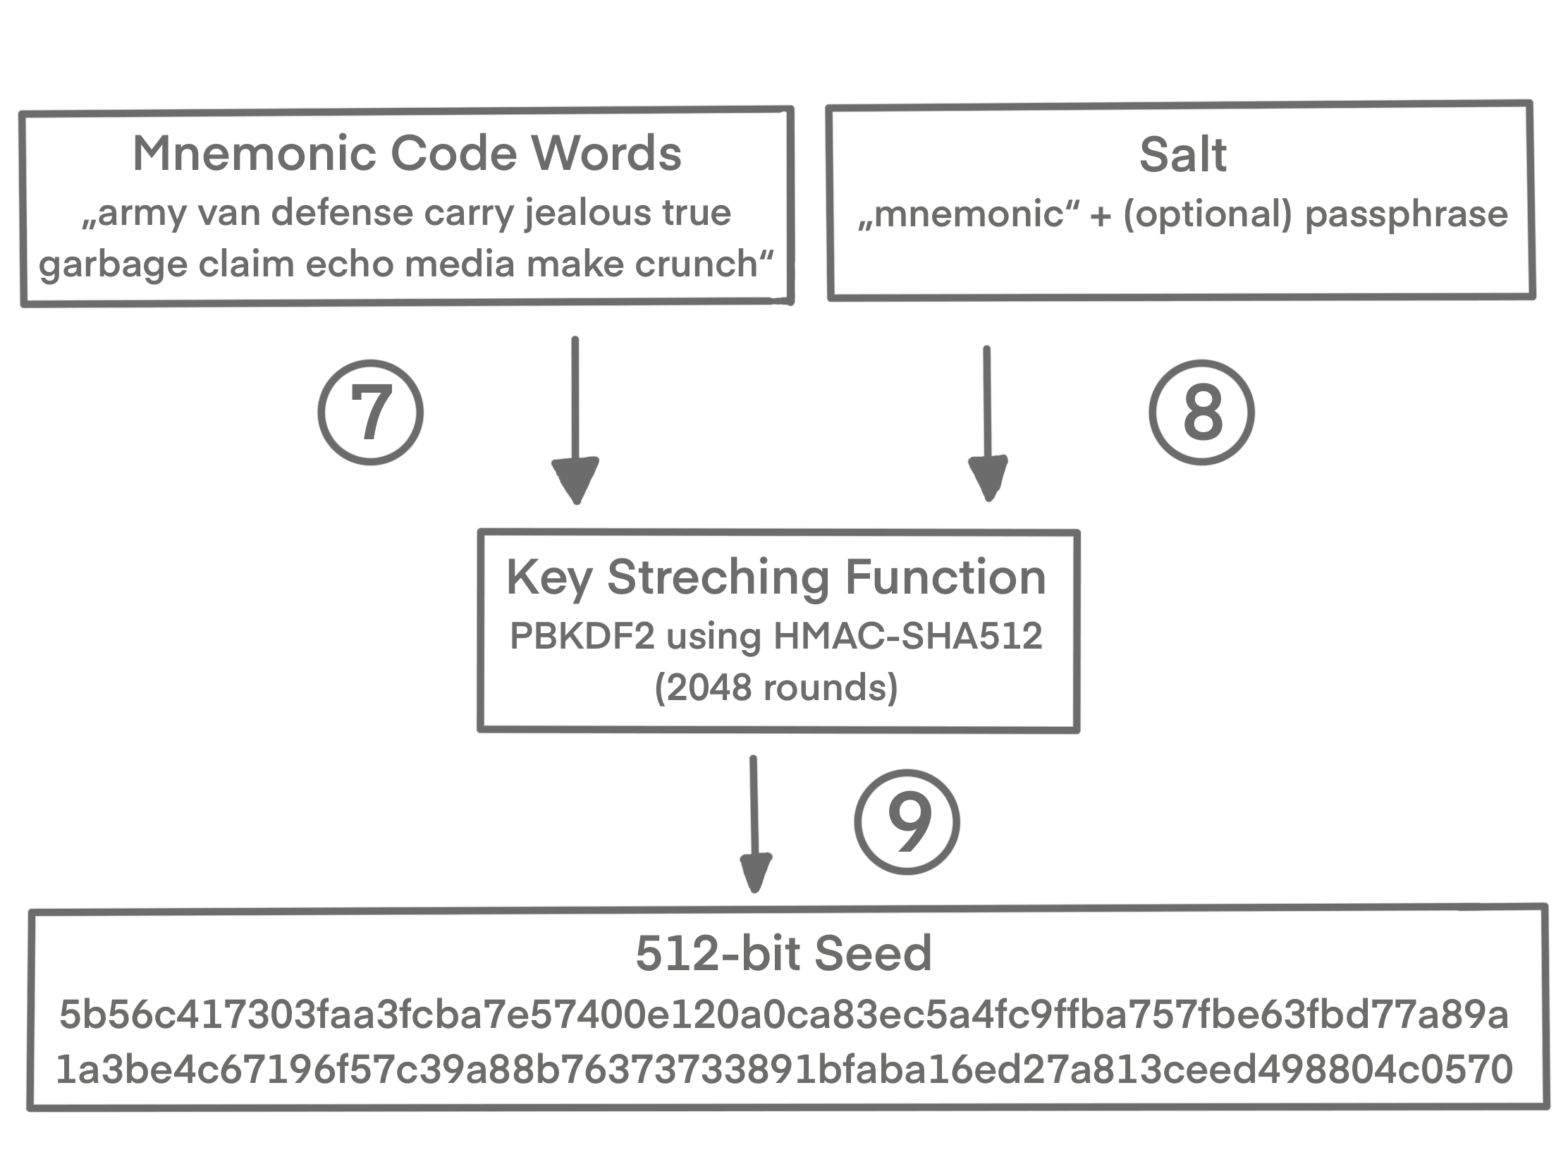 Mnemonic Code Words
„army van defense carry jealous true
garbage claim echo media make crunch“
Salt
„mnemonic“ + (optional) passphrase
7
8
Key Streching Function
PBKDF2 using HMAC-SHA512
(2048 rounds)
9
512-bit Seed
5b56c417303faa3fcba7e57400e120a0ca83ec5a4fc9ffba757fbe63fbd77a89a
1a3be4c67196f57c39a88b76373733891bfaba16ed27a813ceed498804c0570